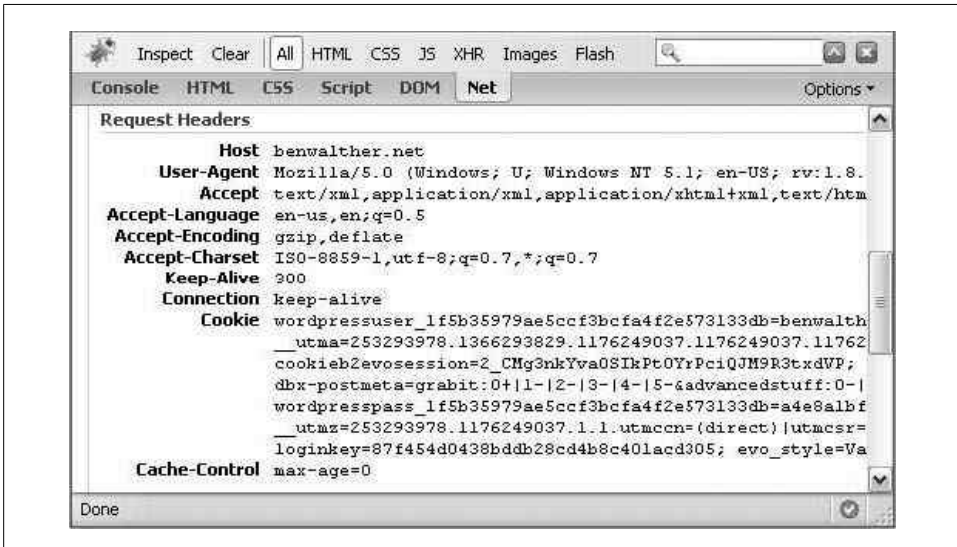 Inspect Clear All HTML CSS JS XHR Images Flash
Console HTML CSS Script DOM Net Options
Request Headers
Host benwalther.net
User-Agent Mozilla/5.0 (Windows; U; Windows NT 5.1; en-US; rv:1.8.
Accept text/xml,application/xml,application/xhtml+xml,text/htm
Accept-Language en-us,en;q=0.5
Accept-Encoding gzip,deflate
Accept-Charset ISO-8859-1,utf-8;q=0.7,*;q=0.7
Keep-Alive 300
Connection keep-alive
Cookie wordpressuser_1f5b35979ae5ccf3bcfa4f2e573133db=benwalth
__utma=253293978.1366293829.1176249037.1176249037.11762
cookieb2evosession=2_CMg3nkYva0SIkPt0YrPciQJM9R3txdVP;
dbx-postmeta=grabit:0+|1-|2-|3-|4-|5-&advancedstuff:0-|
wordpresspass_1f5b35979ae5ccf3bcfa4f2e573133db=a4e8a1bf
__utmz=253293978.1176249037.1.1.utmccn=(direct)|utmcsr=
loginkey=87f454d0438bddb28cd4b8c401acd305; evo_style=Va
Cache-Control max-age=0
Done